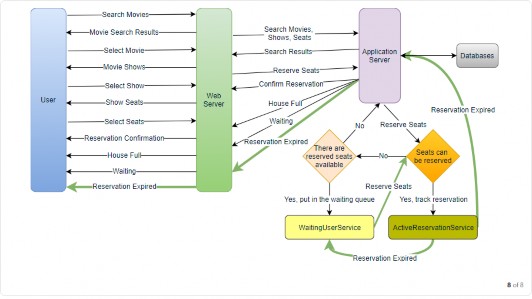 Search Movies
Movie Search Results
Select Movie
Movie Shows
Select Show
Show Seats
Select Seats
Reservation Confirmation
House Full
Waiting
Reservation Expired
User
Web
Server
Search Movies,
Shows, Seats
Search Results
Reserve Seats
Confirm Reservation
House Full
Waiting
Reservation Expired
Application
Server
Databases
Reservation Expired
No
Reserve Seats
There are
reserved seats
available
No
Seats can
be reserved
Reserve Seats
Yes, put in the waiting queue
Yes, track reservation
WaitingUserService
ActiveReservationService
Reservation Expired
8 of 8